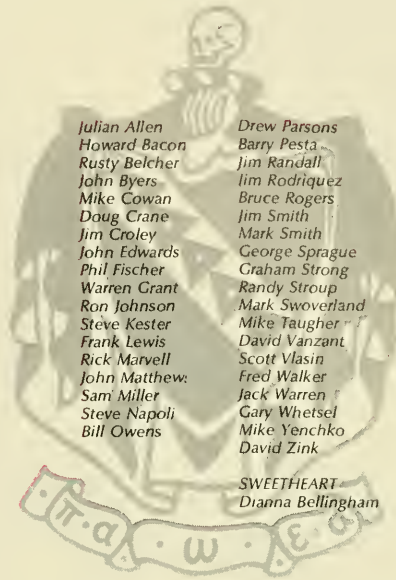 Julian Allen
Howard Bacon
Rusty Belcher
John Byers
Mike Cowan
Doug Crane
Jim Croley
John Edwards
Phil Fischer
Warren Grant
Ron Johnson
Steve Kester
Frank Lewis
Rick Marvell
John Matthew:
Sam Miller
Steve Napoli
Bill Owens
Drew Parsons
Barry Pesta
Jim Randall
Jim Rodriquez
Bruce Rogers
Jim Smith
Mark Smith
George Sprague
Graham Strong
Randy Stroup
Mark Swoverland
Mike Taugher
David Vanzant
Scott Vlasin
Fred Walker
Jack Warren
Gary Whetsel
Mike Yenchko
David Zink
SWEETHEART
Dianna Bellingham
π·α · ω · ε α